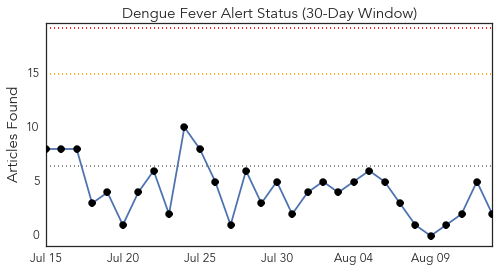 Dengue Fever Alert Status (30-Day Window)
Articles Found
15
10
5
0
Jul 15 Jul 20 Jul 25 Jul 30 Aug 04 Aug 09